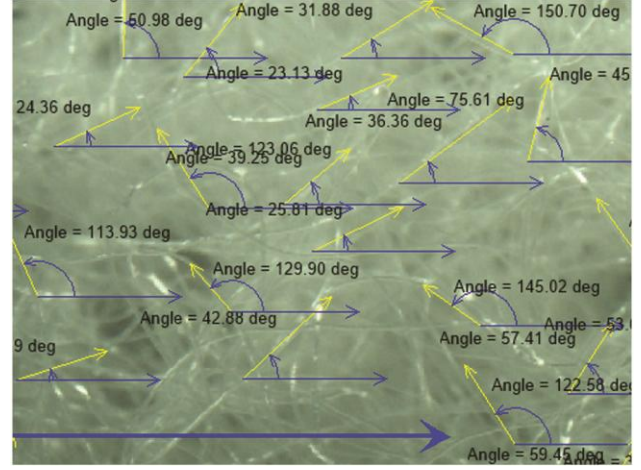 Angle = 50.98 deg
Angle = 31.88 deg
Angle = 150.70 deg
Angle = 23.13 deg
Angle = 45
24.36 deg
Angle = 75.61 deg
Angle = 36.36 deg
Angle = 123.06 deg
Angle = 39.25 deg
Angle = 25.81 deg
Angle = 113.93 deg
Angle = 129.90 deg
Angle = 145.02 deg
Angle = 42.88 deg
Angle = 53.
Angle = 57.41 deg
9 deg
Angle = 122.58 deg
Angle = 59.45 deg